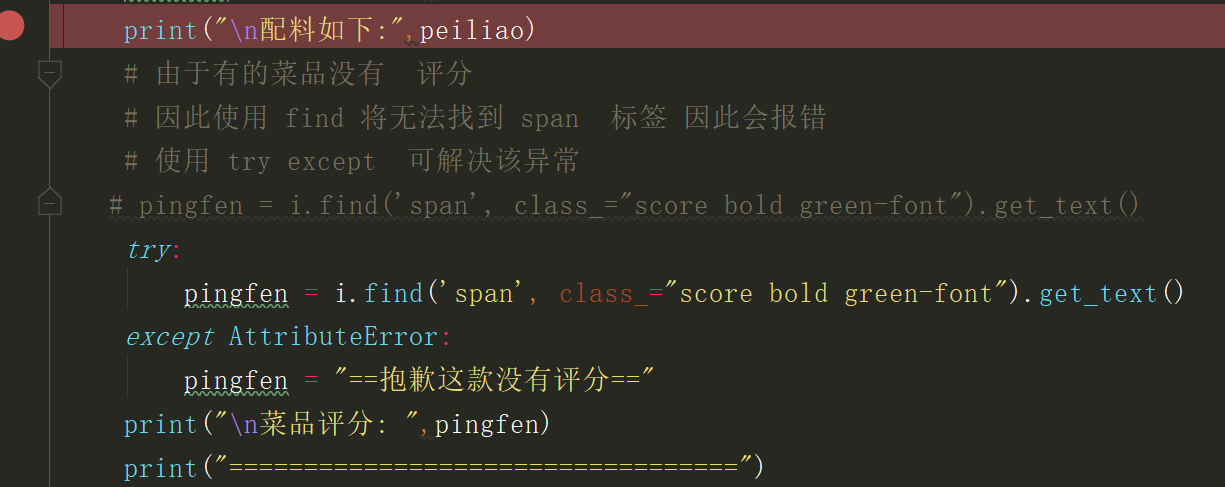 print("\n配料如下:",peiliao)
# 由于有的菜品没有  评分
# 因此使用 find 将无法找到 span  标签 因此会报错
# 使用 try except  可解决该异常
# pingfen = i.find('span', class_="score bold green-font").get_text()
try:
pingfen = i.find('span', class_="score bold green-font").get_text()
except AttributeError:
pingfen = "==抱歉这款没有评分=="
print("\n菜品评分: ",pingfen)
print("==================================")